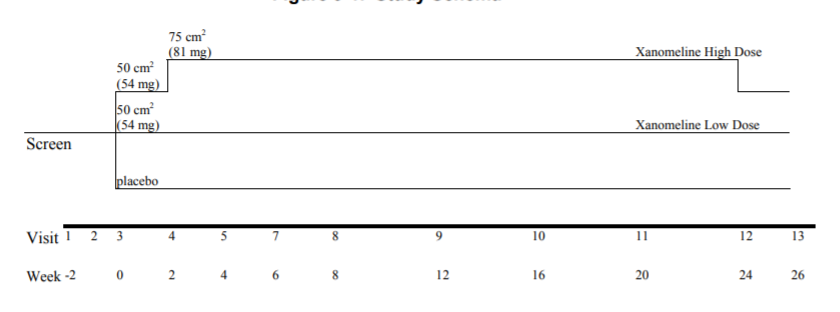 75 cm²
(81 mg)
Xanomeline High Dose
50 cm²
(54 mg)
50 cm²
(54 mg)
Xanomeline Low Dose
Screen
placebo
Visit 1 2 3 4 5 7 8 9 10 11 12 13
Week -2 0 2 4 6 8 12 16 20 24 26